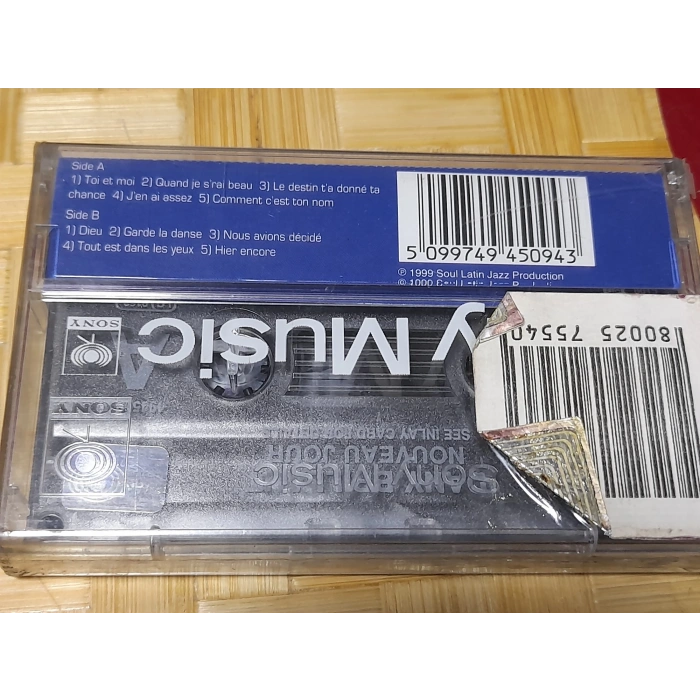 Side A
1) Toi et moi 2) Quand je s'rai beau 3) Le destin t'a donné ta
chance 4) J'en ai assez 5) Comment c'est ton nom
Side B
1) Dieu 2) Garde la danse 3) Nous avions décidé
4) Tout est dans les yeux 5) Hier encore
5 099749 450943
℗ 1999 Soul Latin Jazz Production
80025 75540
y Music
SONY
A
SONY
1995
SEE INLAY CARD FOR DETAILS
NOUVEAU JOUR
Sony Music